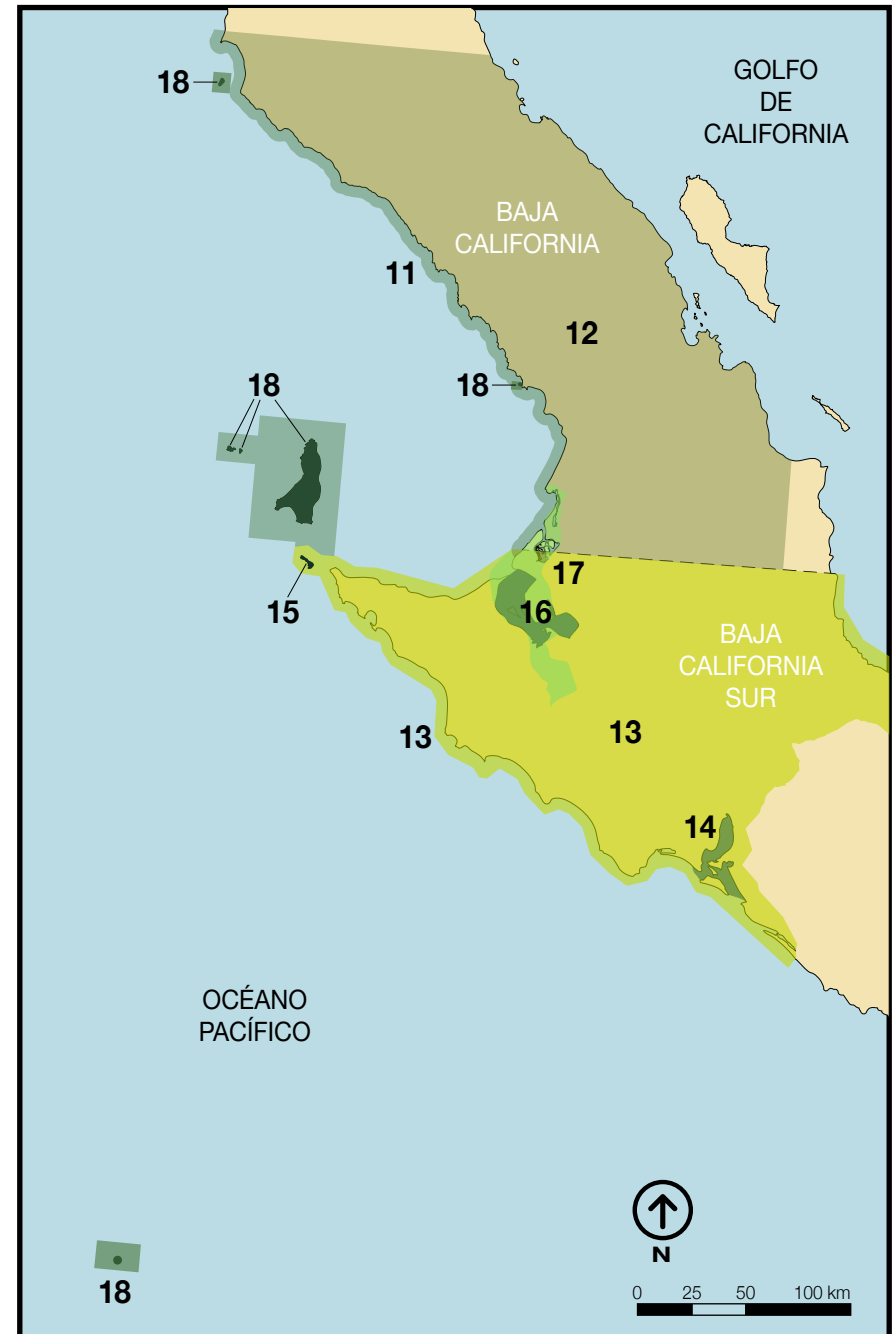 18
GOLFO
DE
CALIFORNIA
BAJA
CALIFORNIA
11
12
18
18
17
15
16
BAJA
CALIFORNIA
SUR
13
13
14
OCÉANO
PACÍFICO
N
0 25 50 100 km
18